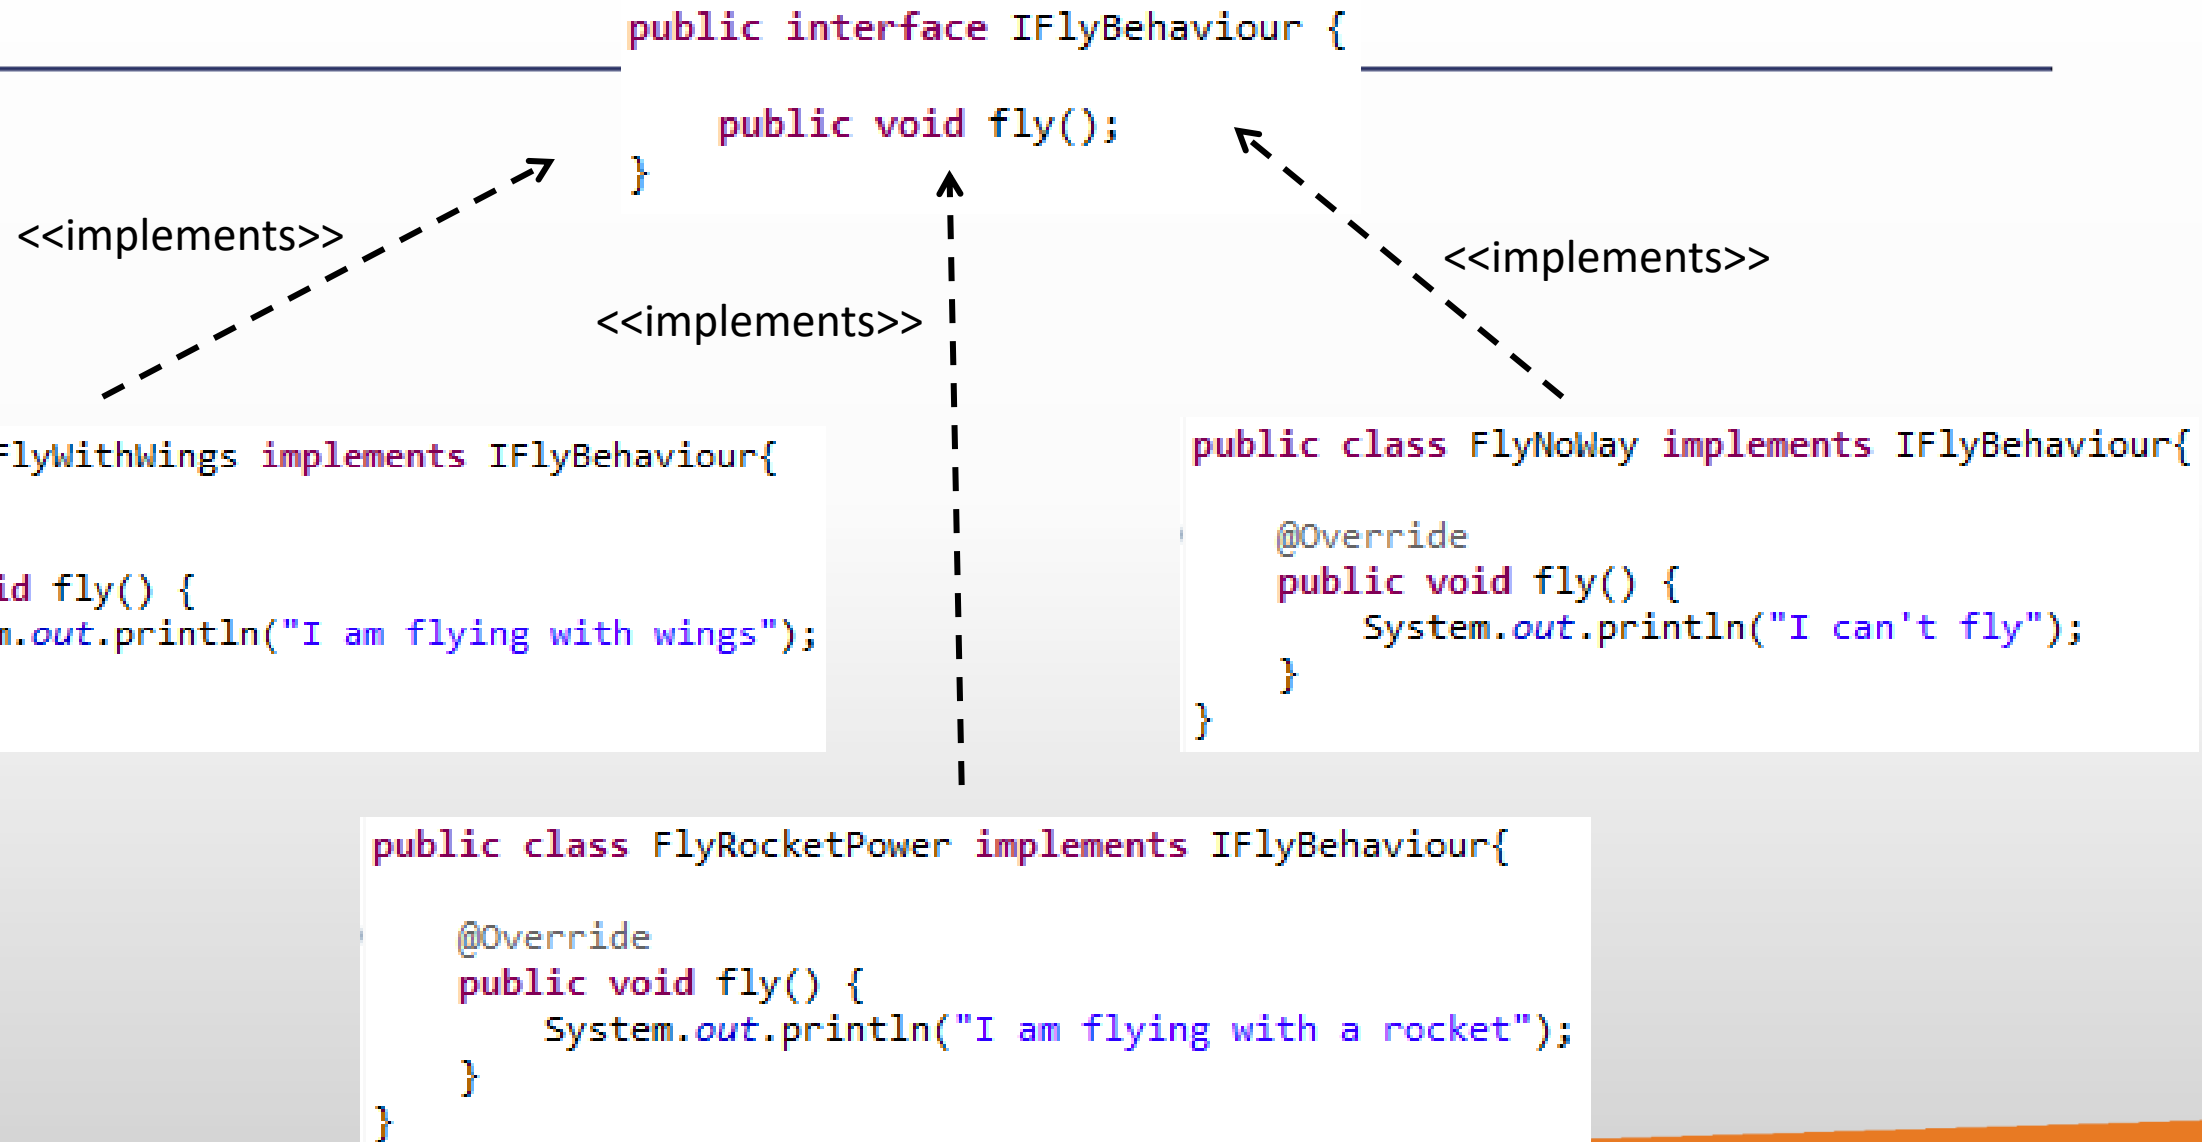 public interface IFlyBehaviour {
public void fly();
}
<<implements>>
<<implements>>
<<implements>>
FlyWithWings implements IFlyBehaviour{
id fly() {
m.out.println("I am flying with wings");
public class FlyNoWay implements IFlyBehaviour{
@Override
public void fly() {
System.out.println("I can't fly");
}
}
public class FlyRocketPower implements IFlyBehaviour{
@Override
public void fly() {
System.out.println("I am flying with a rocket");
}
}